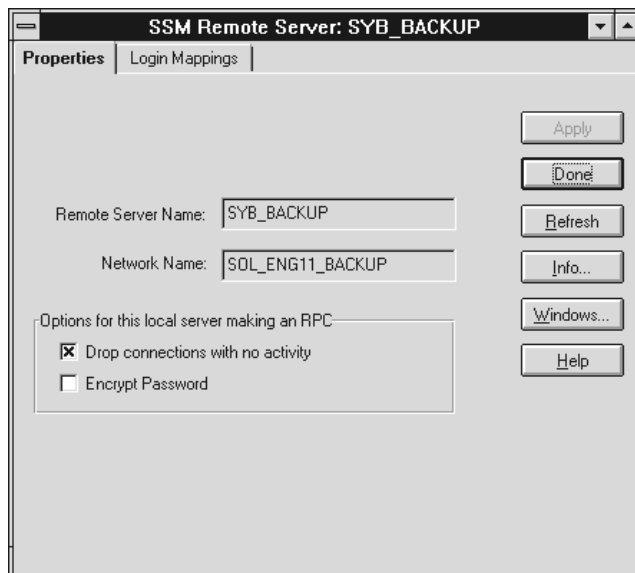 SSM Remote Server: SYB_BACKUP
Properties
Login Mappings
Apply
Done
Remote Server Name: SYB_BACKUP
Refresh
Network Name: SOL_ENG11_BACKUP
Info...
Options for this local server making an RPC
Windows...
Drop connections with no activity
Help
Encrypt Password